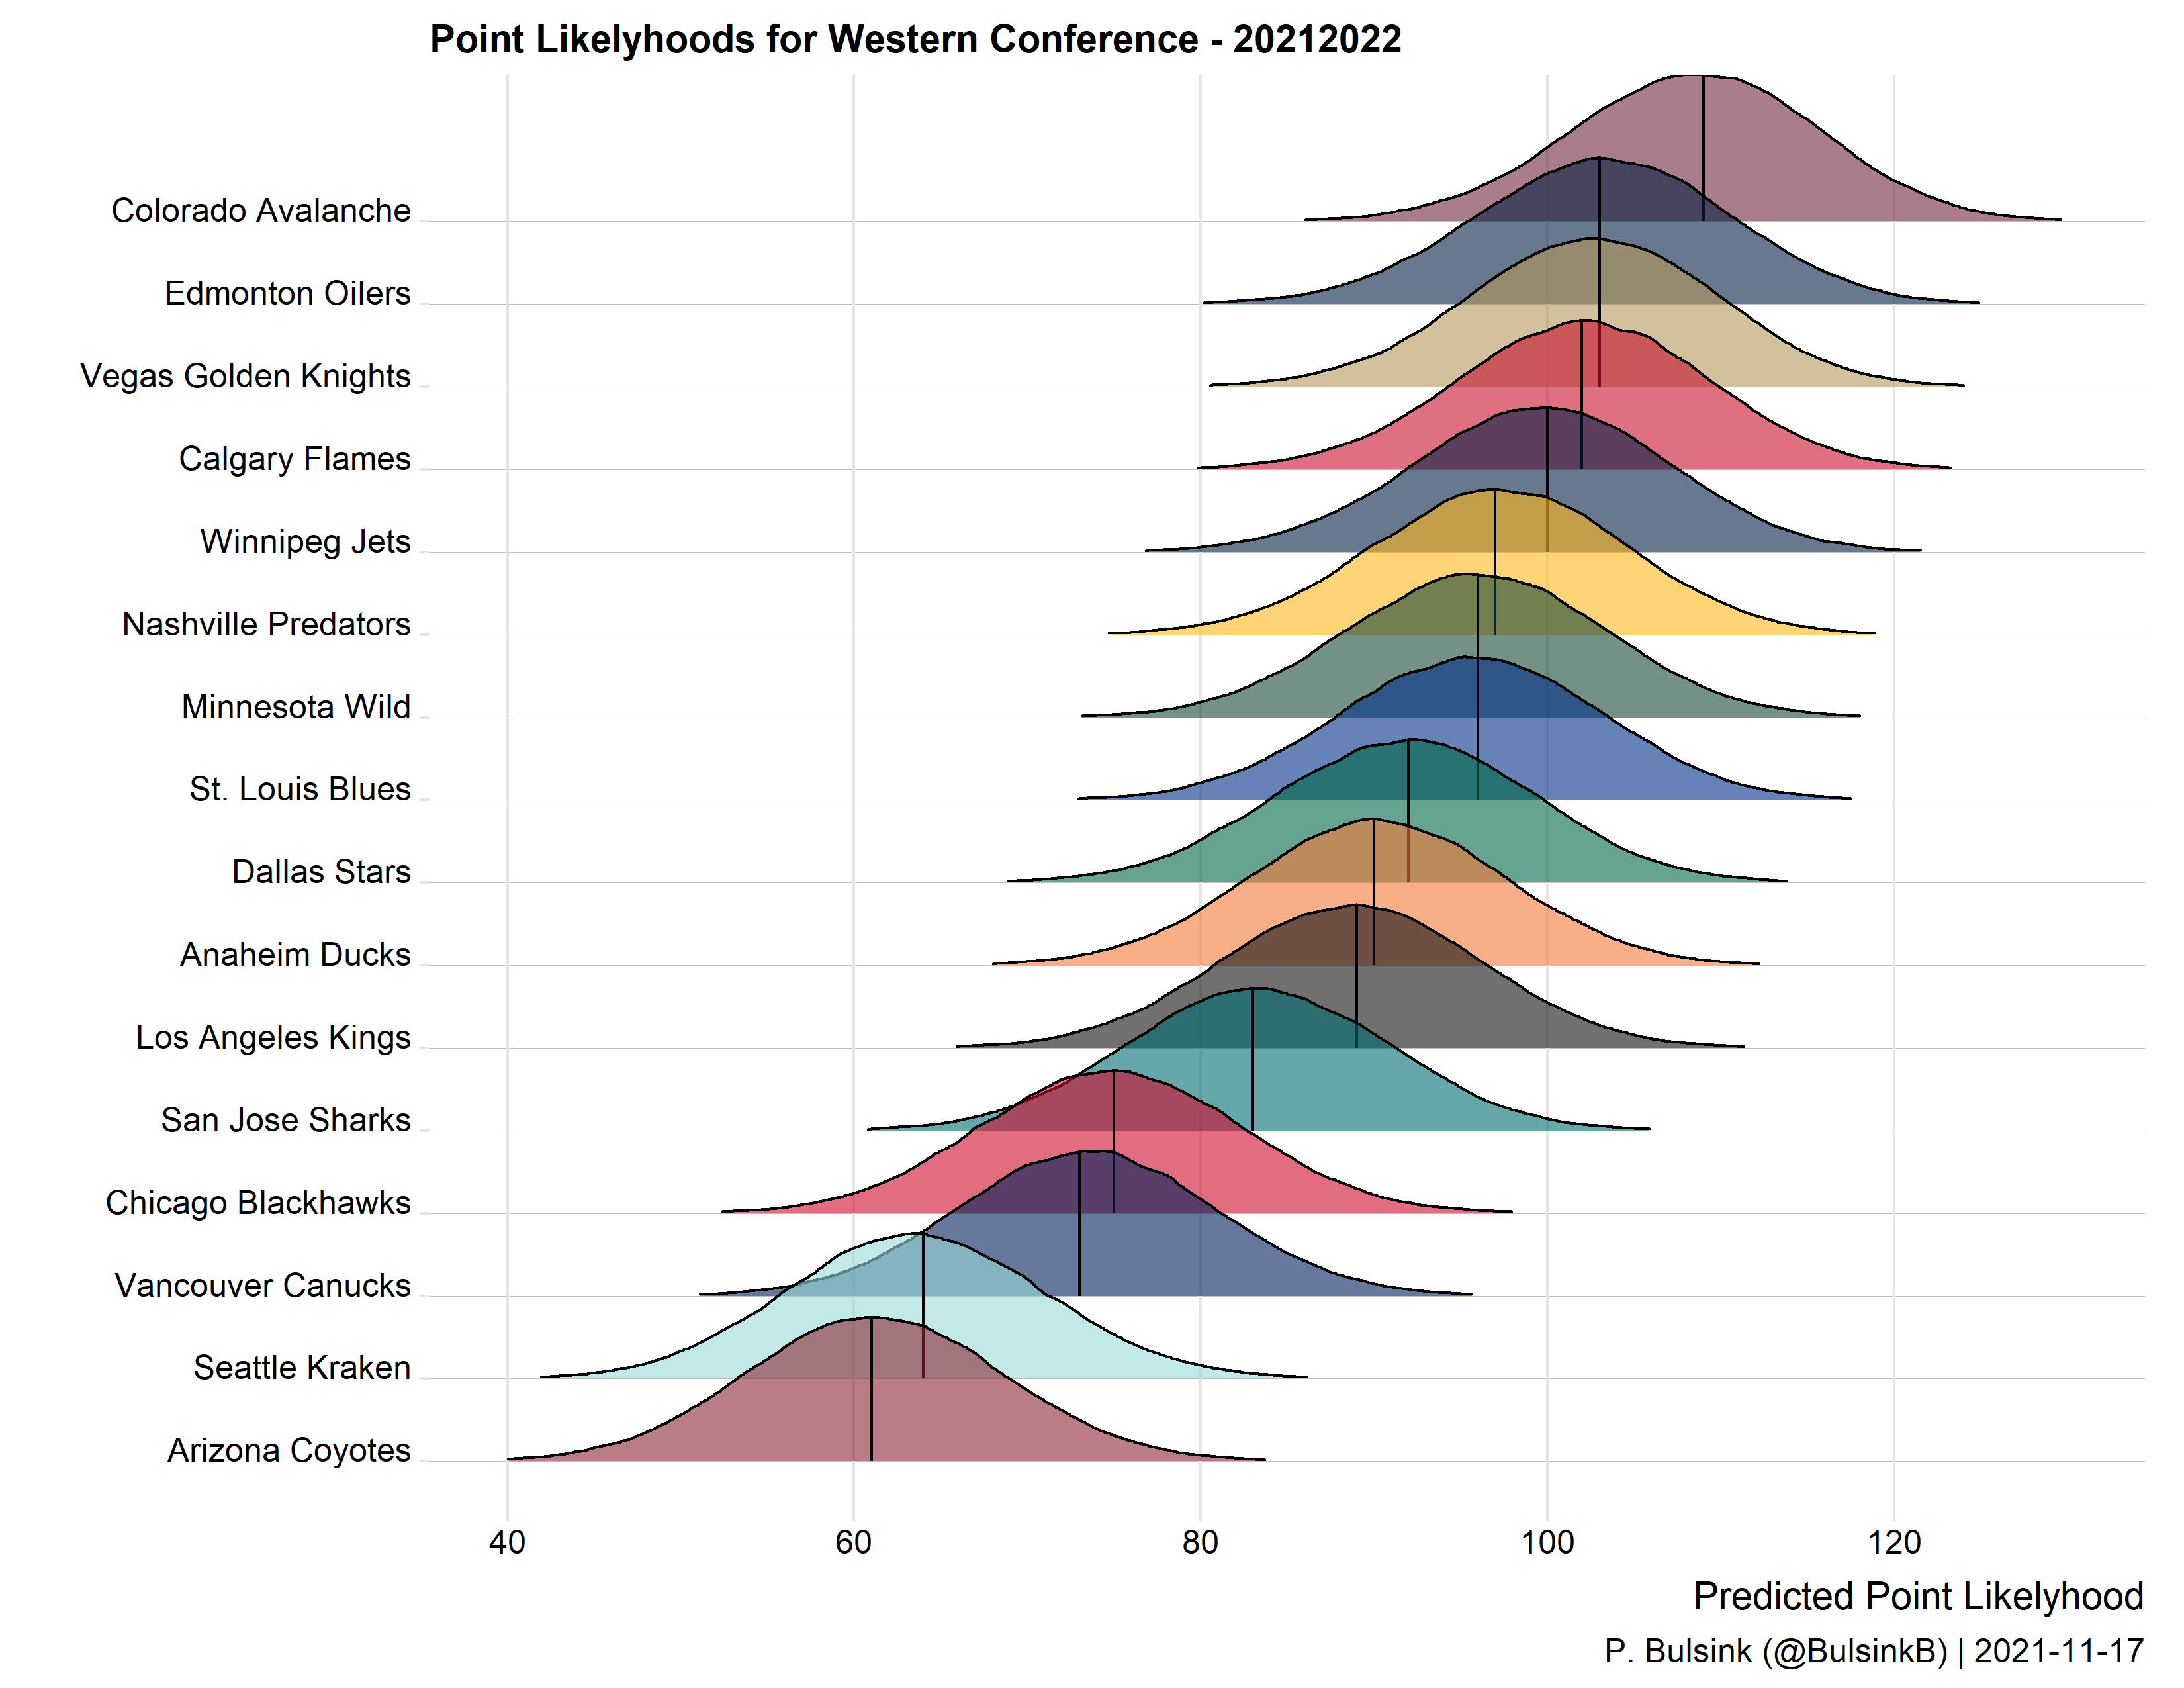 Point Likelyhoods for Western Conference - 20212022
Colorado Avalanche
Edmonton Oilers
Vegas Golden Knights
Calgary Flames
Winnipeg Jets
Nashville Predators
Minnesota Wild
St. Louis Blues
Dallas Stars
Anaheim Ducks
Los Angeles Kings
San Jose Sharks
Chicago Blackhawks
Vancouver Canucks
Seattle Kraken
Arizona Coyotes
40 60 80 100 120
Predicted Point Likelyhood
P. Bulsink (@BulsinkB) | 2021-11-17